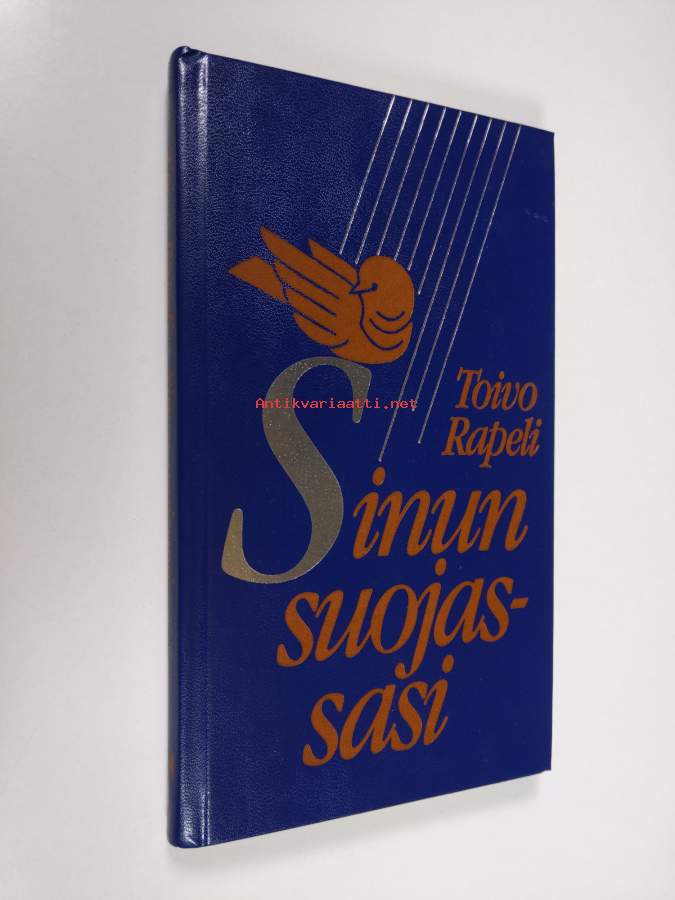 Antikvariaatti.net
Toivo
Rapeli
Sinun
suojas-
sasi